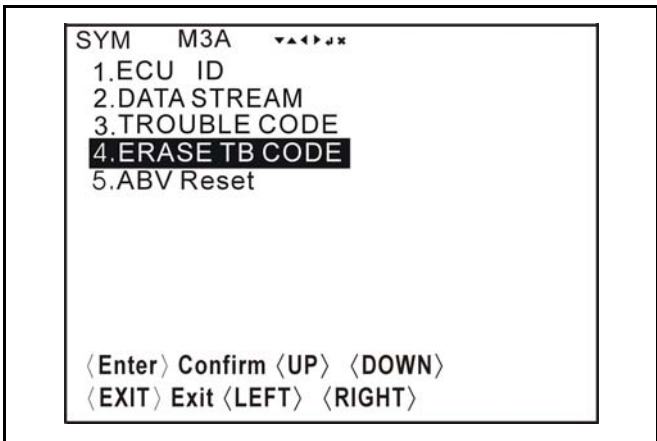 SYM M3A ▼▲◀▶↲×
1.ECU ID
2.DATA STREAM
3.TROUBLE CODE
4.ERASE TB CODE
5.ABV Reset
〈Enter〉 Confirm 〈UP〉 〈DOWN〉
〈EXIT〉 Exit 〈LEFT〉 〈RIGHT〉